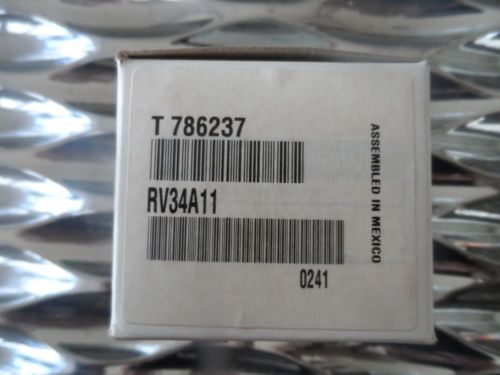 T 786237
RV34A11
0241
ASSEMBLED IN MEXICO